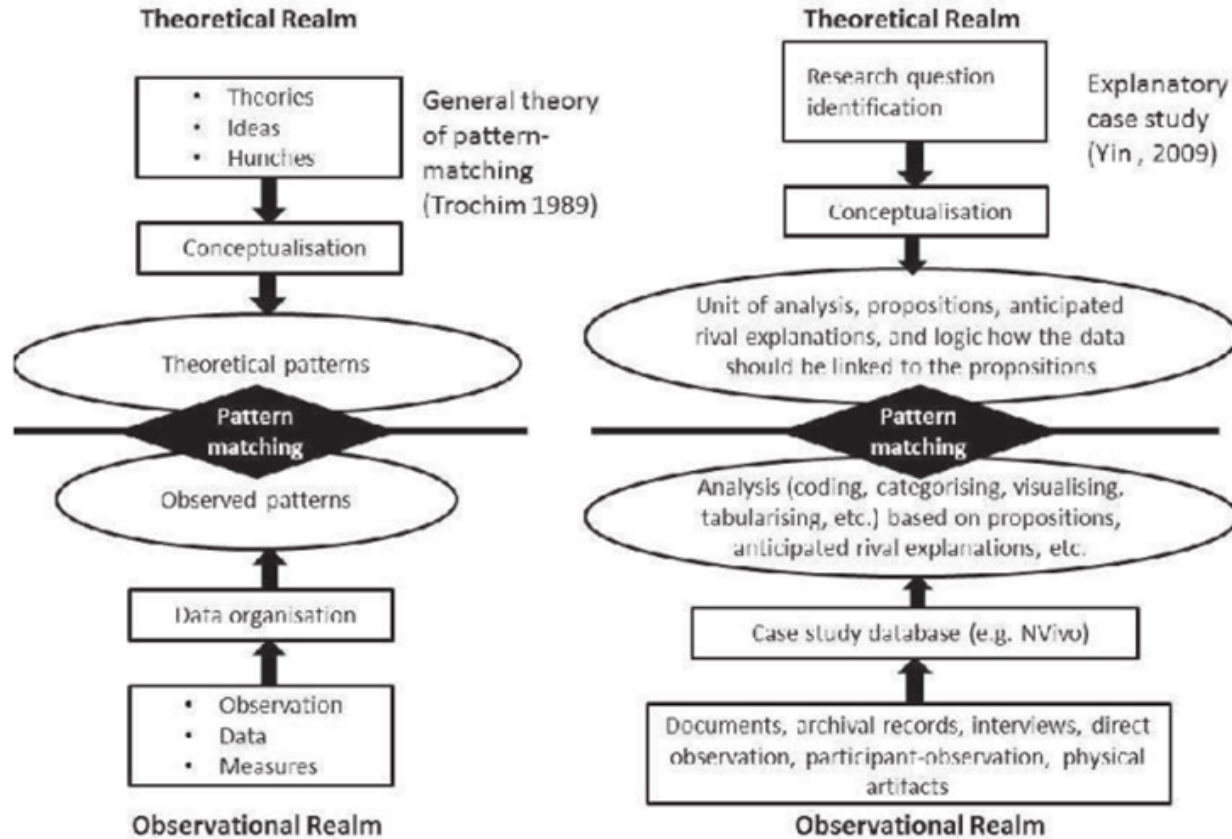 Theoretical Realm
• Theories
• Ideas
• Hunches
General theory
of pattern-
matching
(Trochim 1989)
Conceptualisation
Theoretical patterns
Pattern
matching
Observed patterns
Data organisation
• Observation
• Data
• Measures
Observational Realm
Theoretical Realm
Research question
identification
Explanatory
case study
(Yin , 2009)
Conceptualisation
Unit of analysis, propositions, anticipated
rival explanations, and logic how the data
should be linked to the propositions
Pattern
matching
Analysis (coding, categorising, visualising,
tabularising, etc.) based on propositions,
anticipated rival explanations, etc.
Case study database (e.g. NVivo)
Documents, archival records, interviews, direct
observation, participant-observation, physical
artifacts
Observational Realm